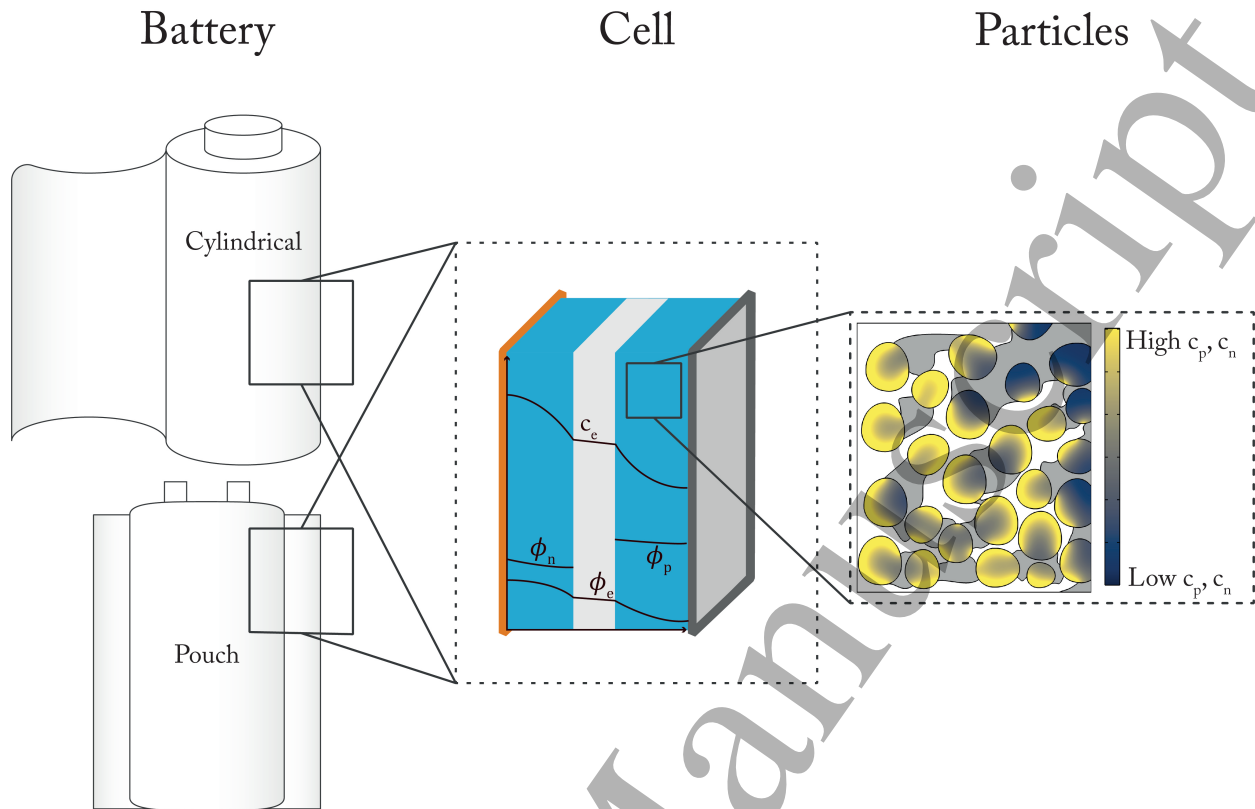 Battery
Cell
Particles
Cylindrical
Pouch
c_e
ϕ_n
ϕ_p
ϕ_e
High c_p, c_n
Low c_p, c_n
Manuscript